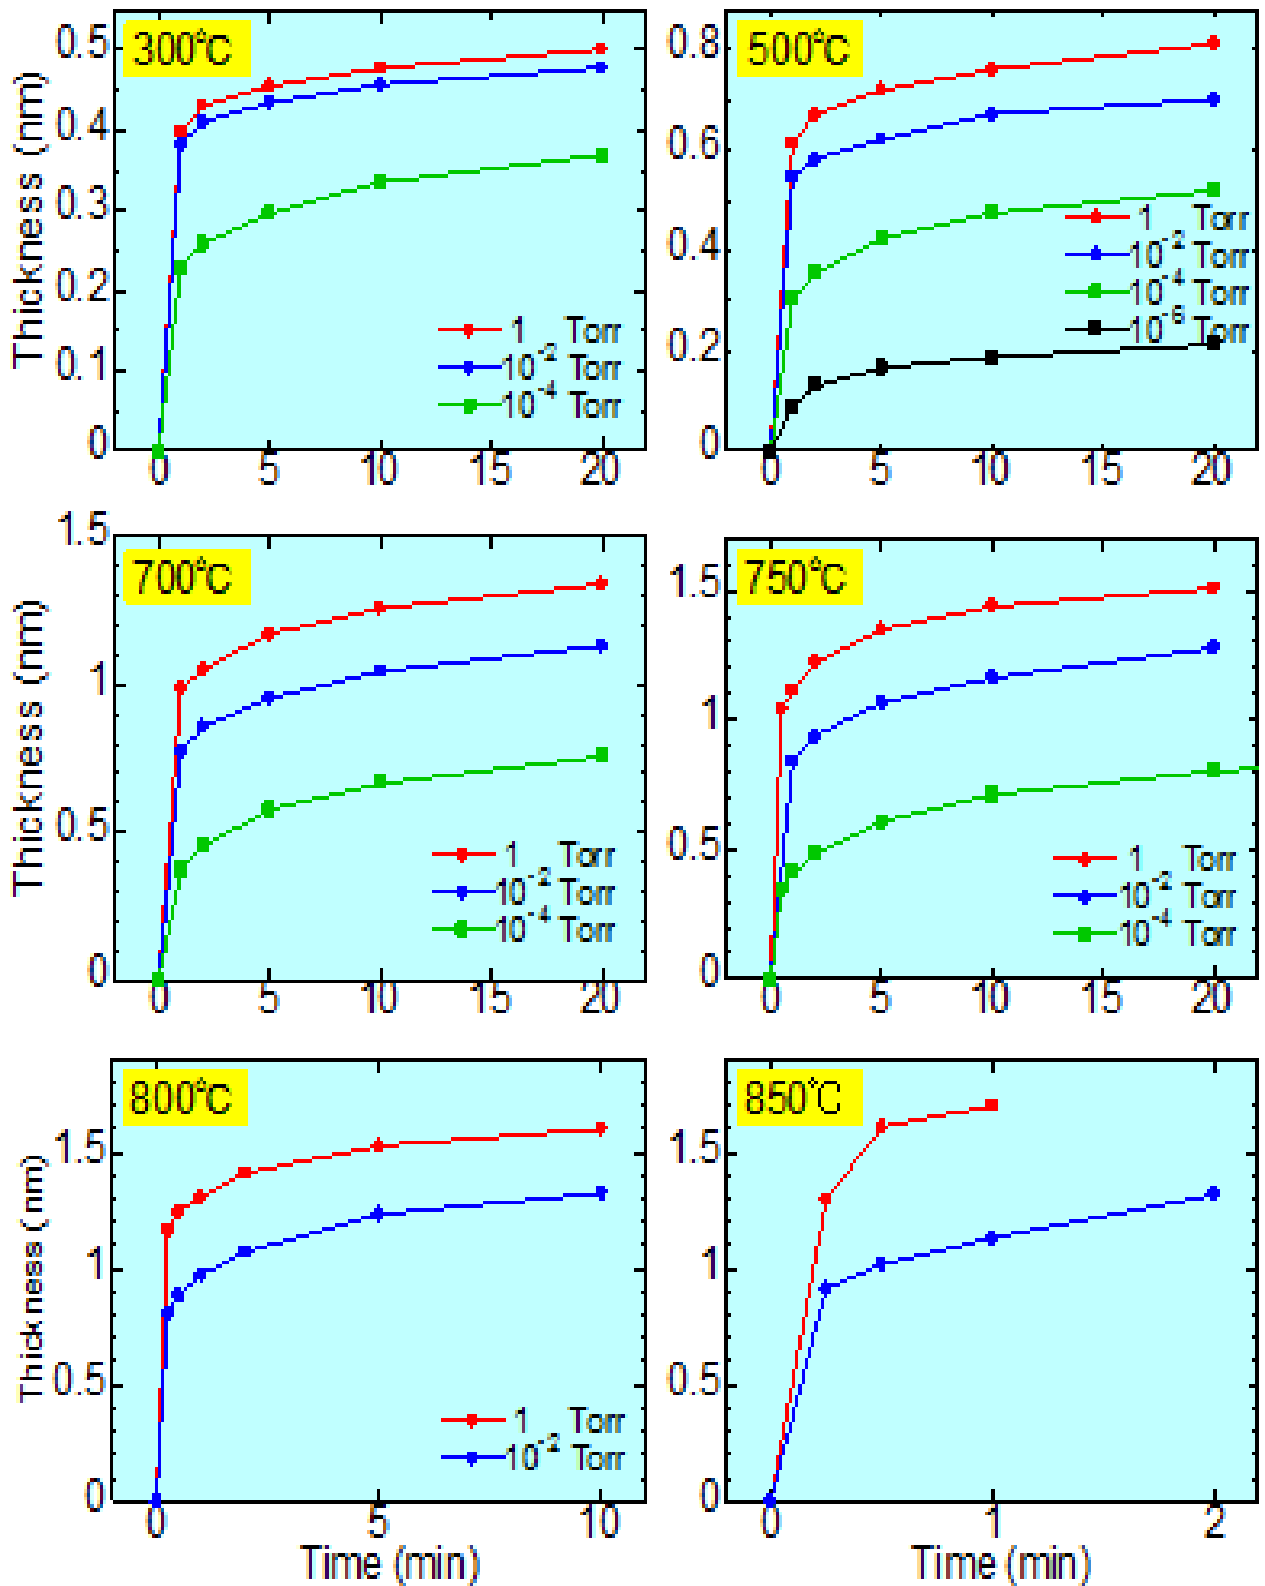 300°C
Thickness (nm)
0.5
0.4
0.3
0.2
0.1
0
1 Torr
10⁻² Torr
10⁻⁴ Torr
0 5 10 15 20
500°C
0.8
0.6
0.4
0.2
0
1 Torr
10⁻² Torr
10⁻⁴ Torr
10⁻⁶ Torr
0 5 10 15 20
700°C
Thickness (nm)
1.5
1
0.5
0
1 Torr
10⁻² Torr
10⁻⁴ Torr
0 5 10 15 20
750°C
1.5
1
0.5
0
1 Torr
10⁻² Torr
10⁻⁴ Torr
0 5 10 15 20
800°C
Thickness (nm)
1.5
1
0.5
0
1 Torr
10⁻² Torr
0 5 10
Time (min)
850°C
1.5
1
0.5
0
0 1 2
Time (min)